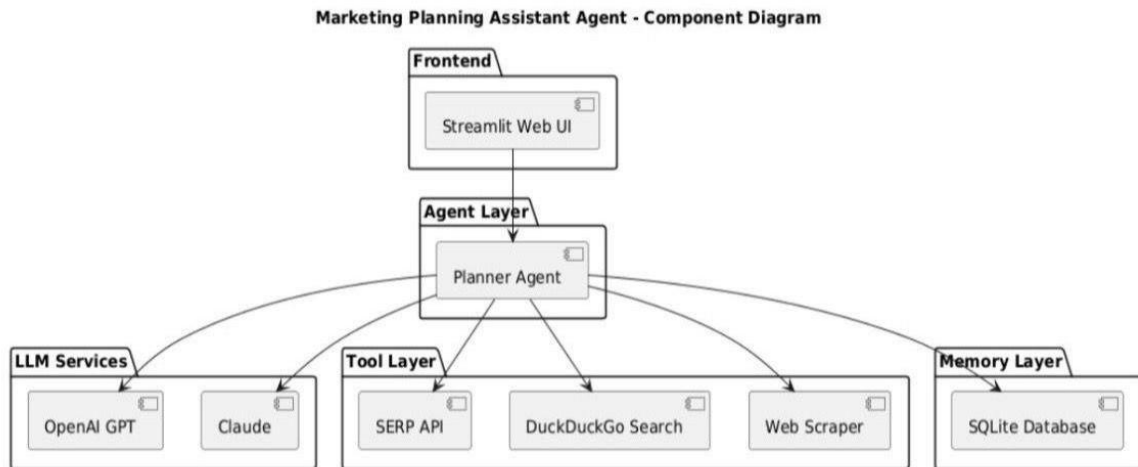 Marketing Planning Assistant Agent - Component Diagram
Frontend
Streamlit Web UI
Agent Layer
Planner Agent
LLM Services
Tool Layer
Memory Layer
OpenAI GPT
Claude
SERP API
DuckDuckGo Search
Web Scraper
SQLite Database